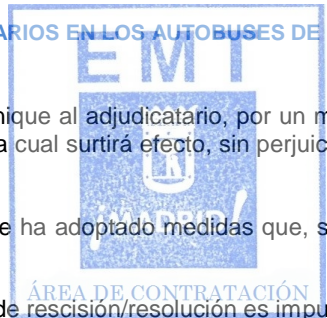 ARIOS EN LOS AUTOBUSES DE
EMT
nique al adjudicatario, por un m
a cual surtirá efecto, sin perjuic
¡MADRID!
e ha adoptado medidas que, s
ÁREA DE CONTRATACIÓN
de rescisión/resolución es impu